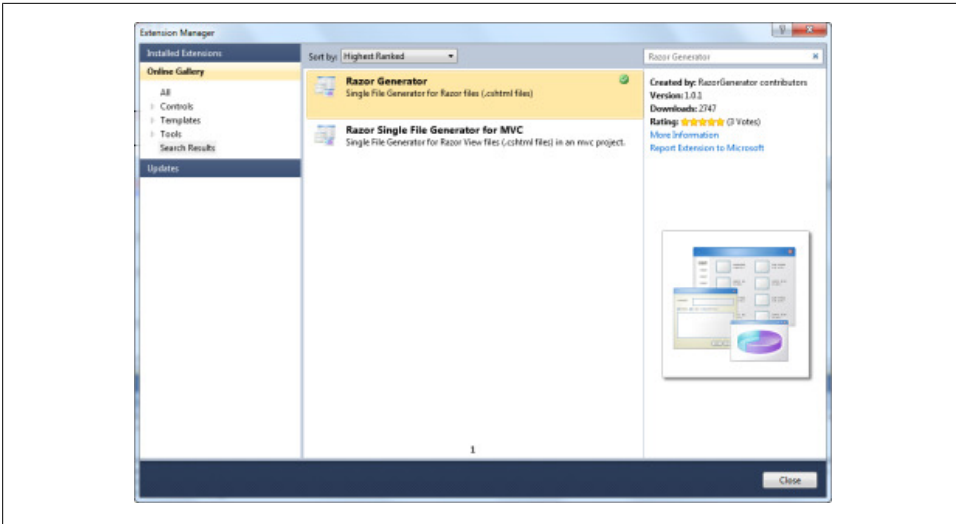 Extension Manager
Installed Extensions
Online Gallery
All
Controls
Templates
Tools
Search Results
Updates
Sort by: Highest Ranked
Razor Generator
Single File Generator for Razor files (.cshtml files)
Razor Single File Generator for MVC
Single File Generator for Razor View files (.cshtml files) in an mvc project.
1
Razor Generator
Created by: RazorGenerator contributors
Version: 1.0.1
Downloads: 2747
Rating: (3 Votes)
More Information
Report Extension to Microsoft
Close